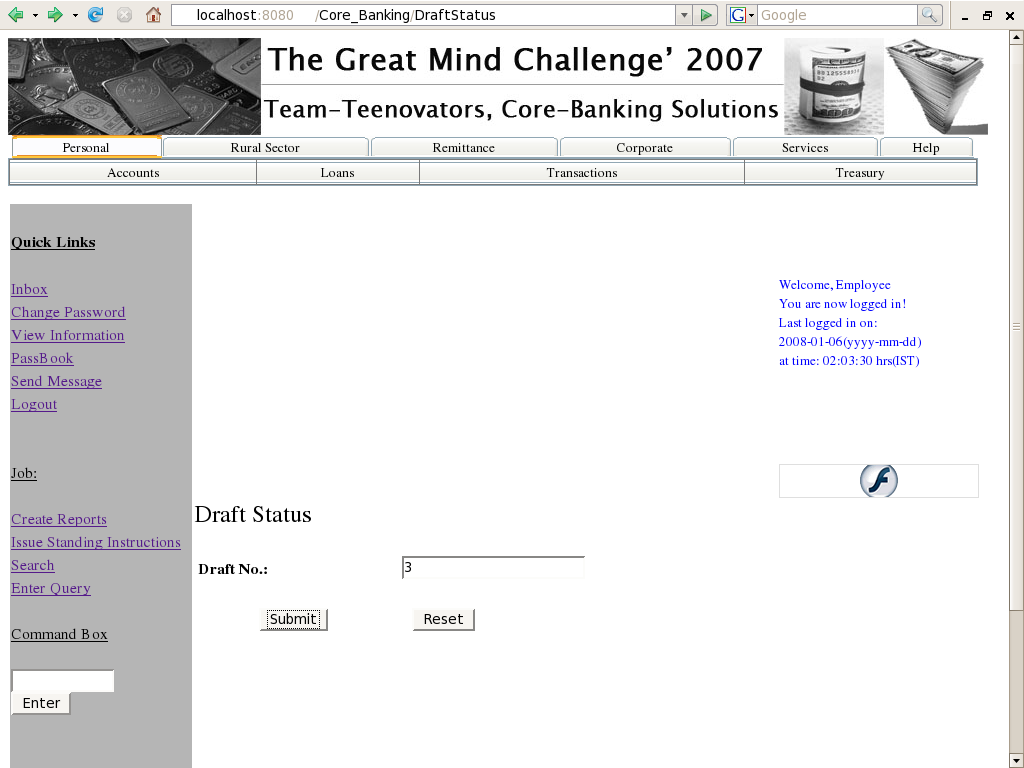 localhost:8080 /Core_Banking/DraftStatus
G Google
The Great Mind Challenge' 2007
Team-Teenovators, Core-Banking Solutions
Personal Rural Sector Remittance Corporate Services Help
Accounts Loans Transactions Treasury
Quick Links
Inbox
Change Password
View Information
PassBook
Send Message
Logout
Welcome, Employee
You are now logged in!
Last logged in on:
2008-01-06(yyyy-mm-dd)
at time: 02:03:30 hrs(IST)
Job:
Create Reports
Issue Standing Instructions
Search
Enter Query
Command Box
Enter
Draft Status
Draft No.: 3
Submit Reset